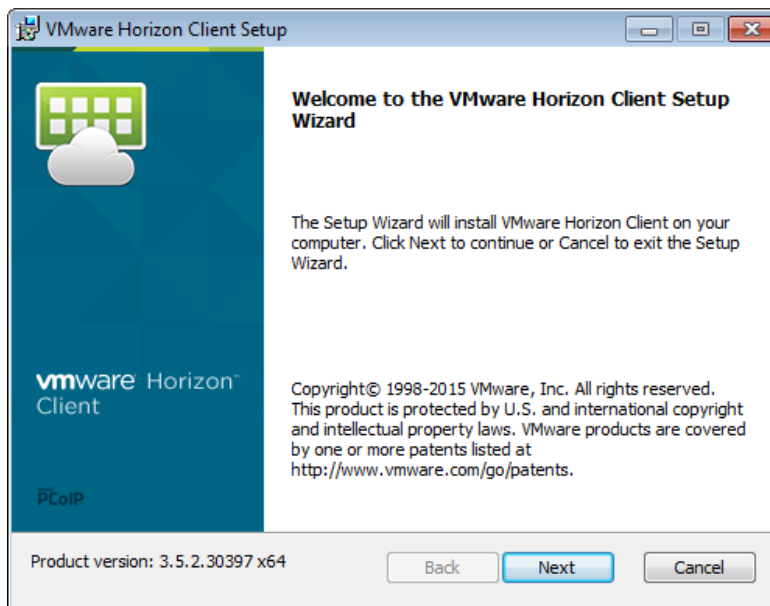 VMware Horizon Client Setup
Welcome to the VMware Horizon Client Setup
Wizard
The Setup Wizard will install VMware Horizon Client on your
computer. Click Next to continue or Cancel to exit the Setup
Wizard.
vmware Horizon™
Client
Copyright© 1998-2015 VMware, Inc. All rights reserved.
This product is protected by U.S. and international copyright
and intellectual property laws. VMware products are covered
by one or more patents listed at
http://www.vmware.com/go/patents.
PCoIP
Product version: 3.5.2.30397 x64
Back
Next
Cancel